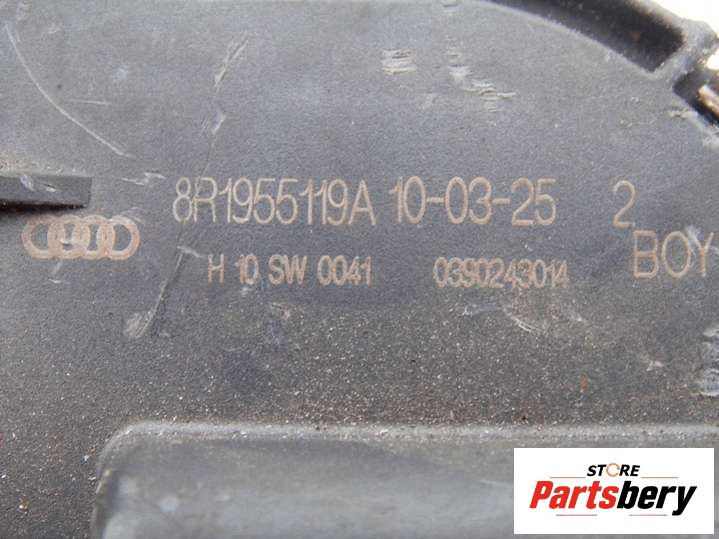 8R1955119A 10-03-25 2
H 10 SW 0041 0390243014 BOY
STORE
Partsbery